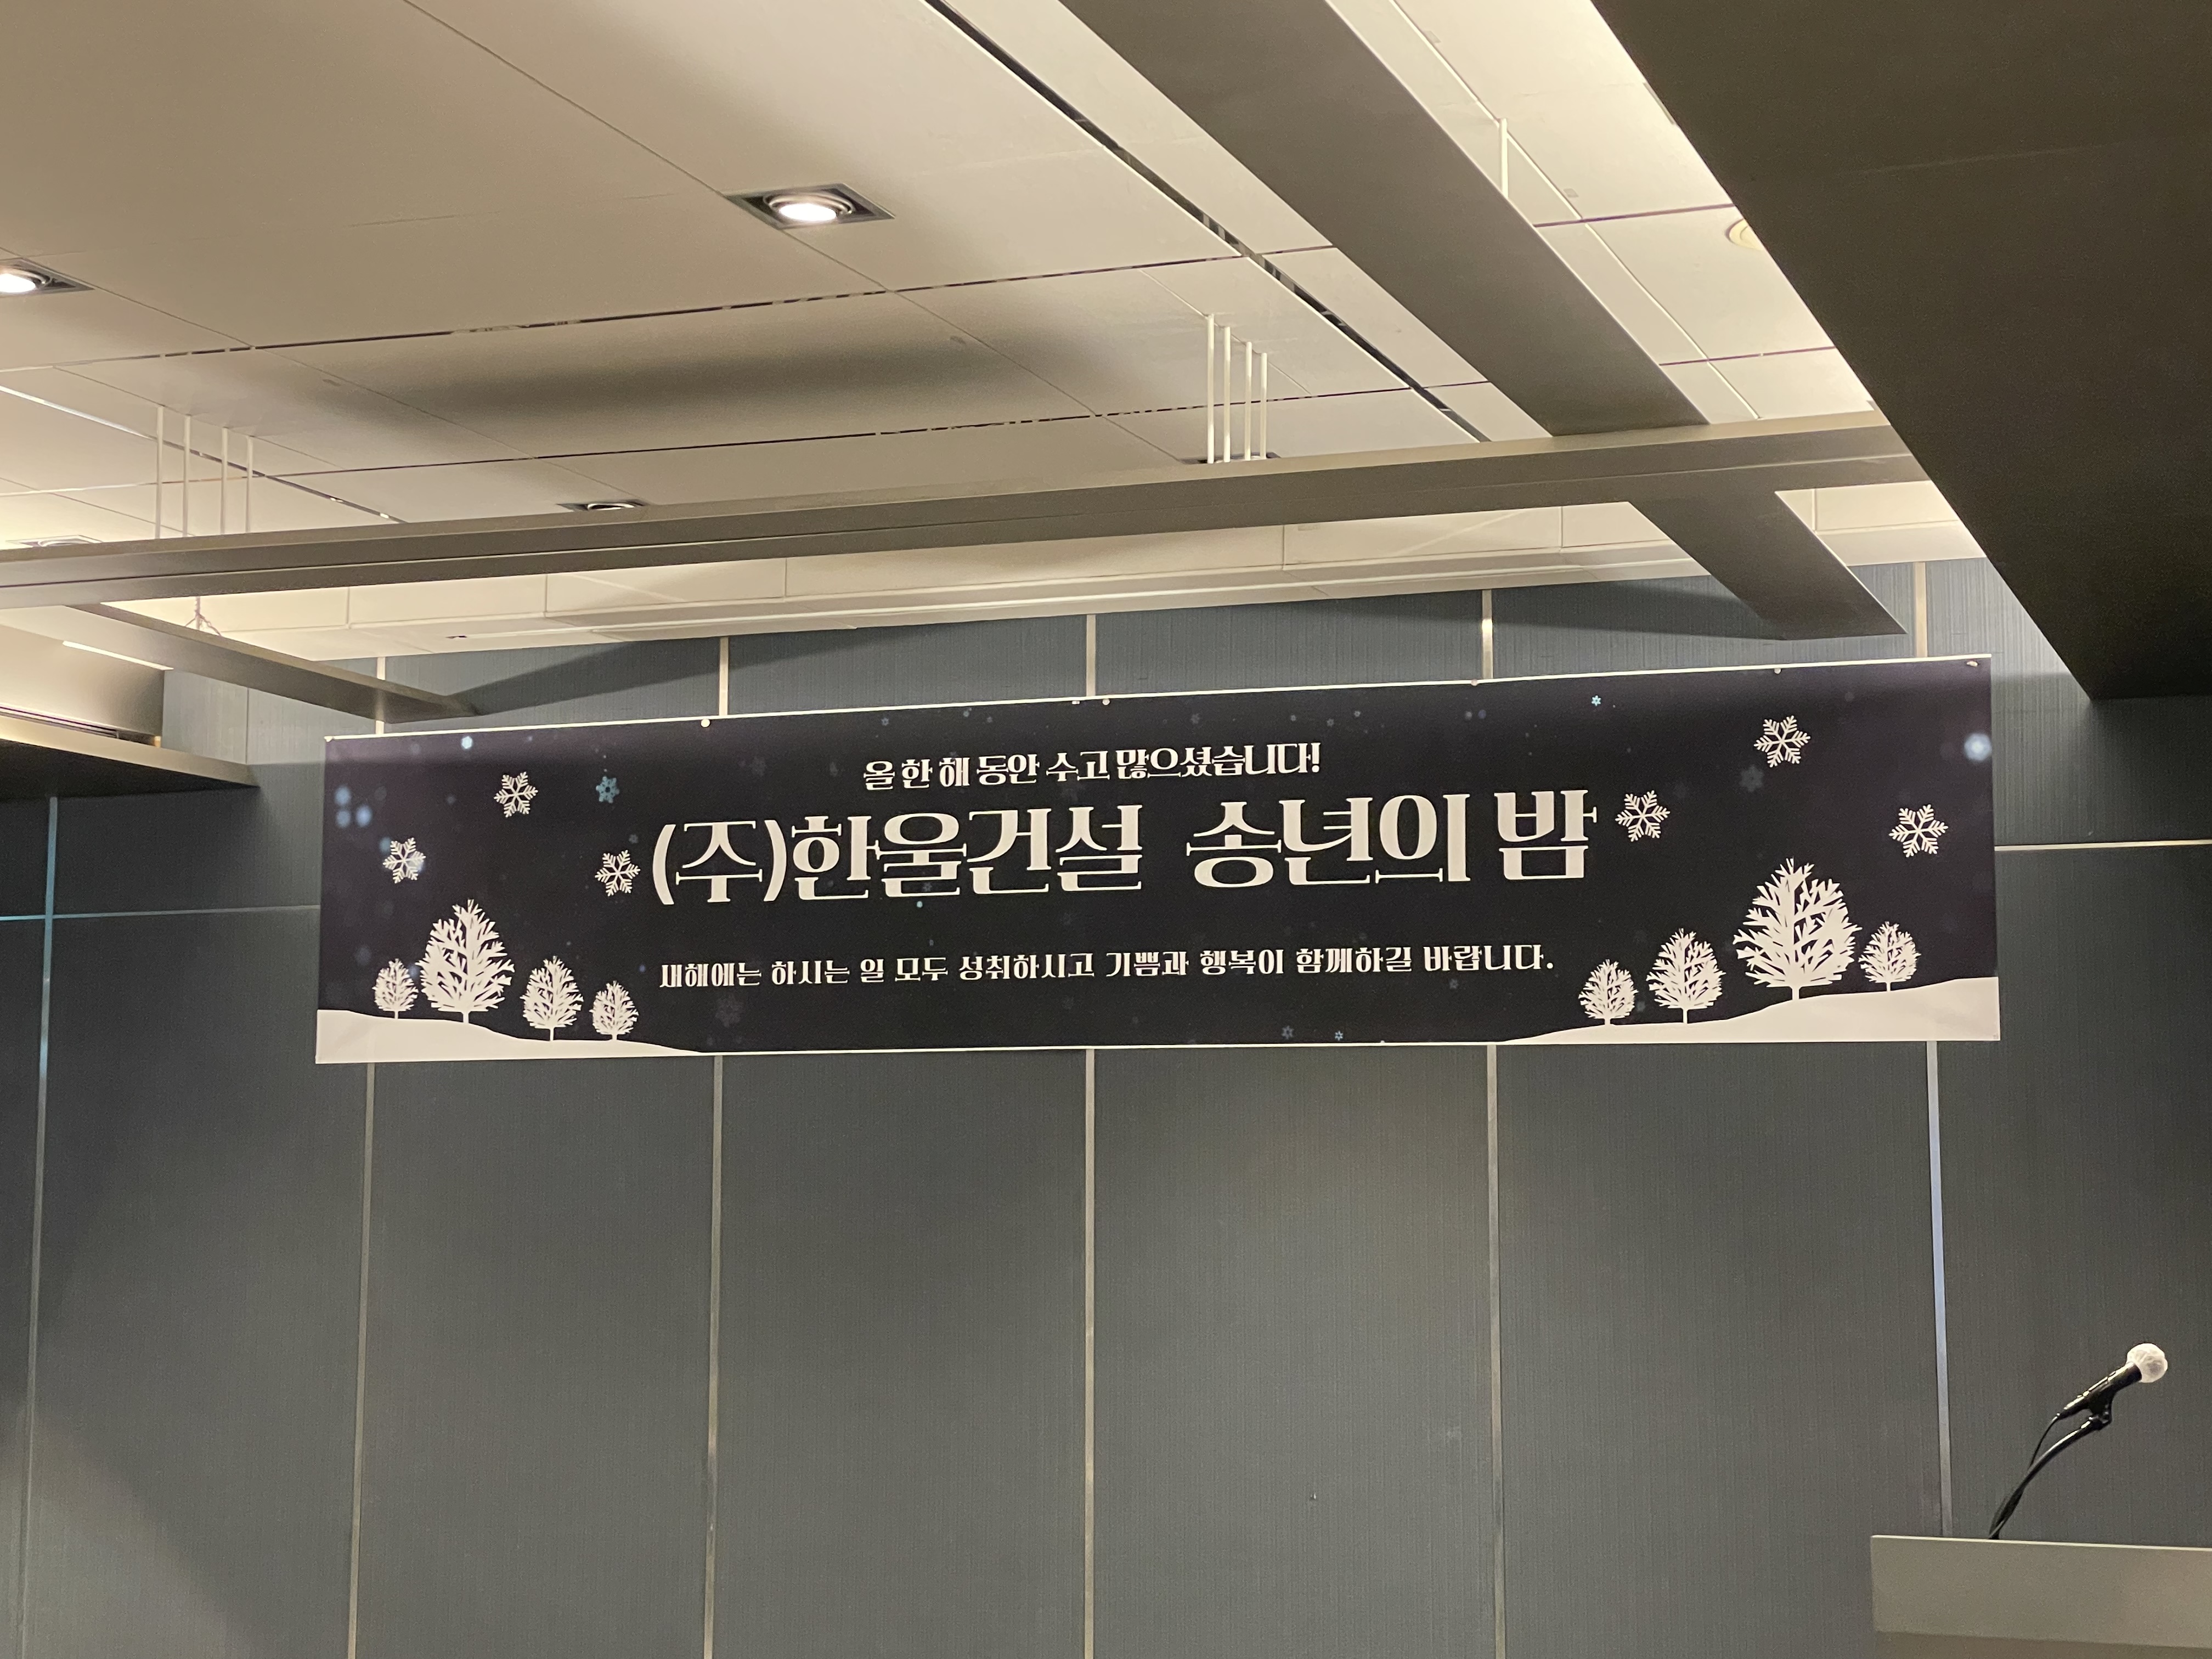 올 한 해 동안 수고 많으셨습니다!
(주)한울건설 송년의 밤
새해에는 하시는 일 모두 성취하시고 기쁨과 행복이 함께하길 바랍니다.